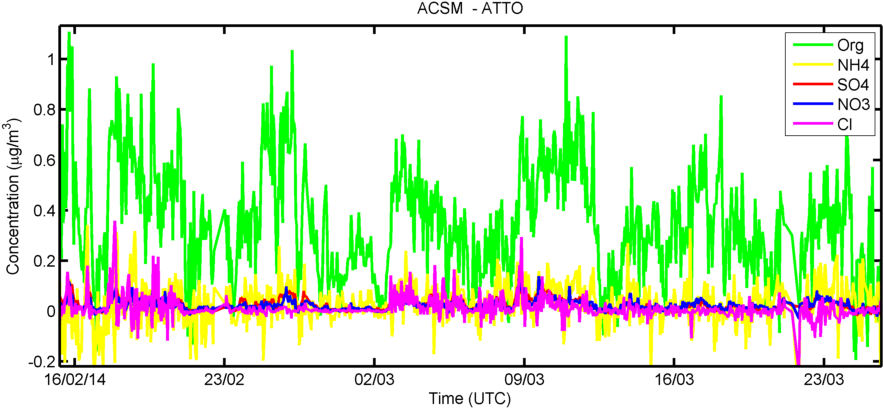 ACSM - ATTO
Concentration (μg/m³)
1
0.8
0.6
0.4
0.2
0
-0.2
Org
NH4
SO4
NO3
Cl
16/02/14 23/02 02/03 09/03 16/03 23/03
Time (UTC)